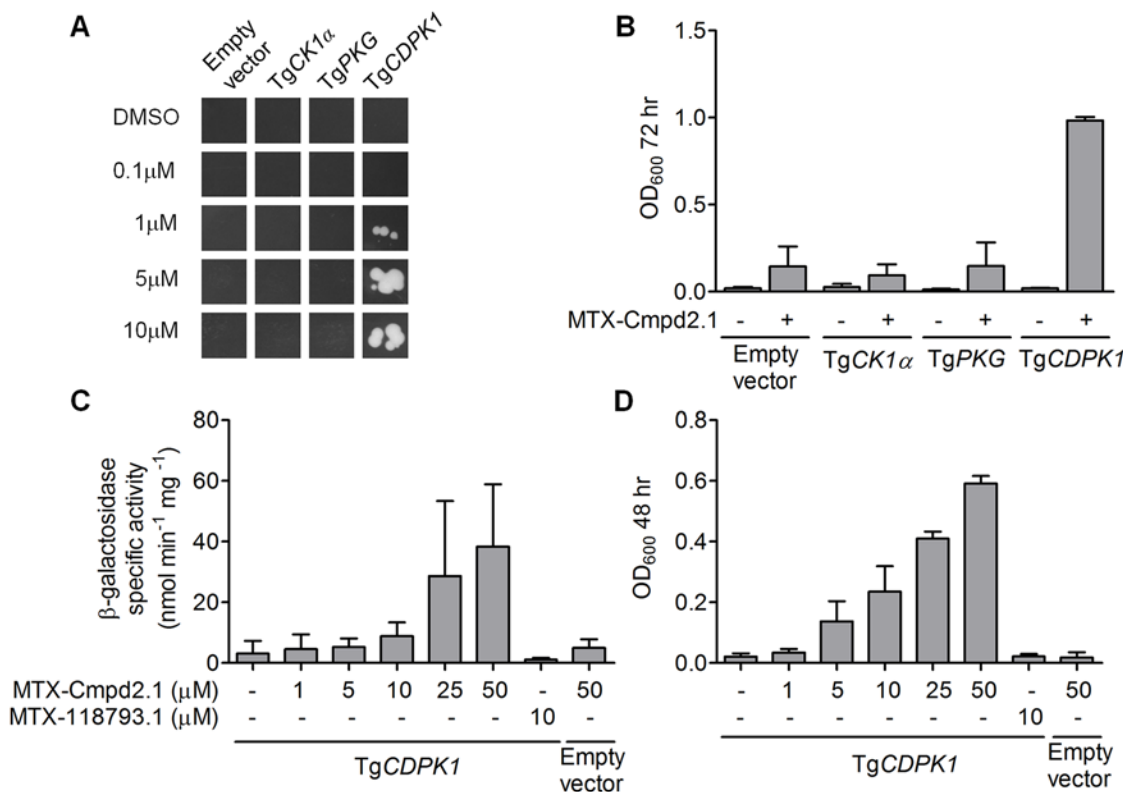 A
Empty
vector
TgCK1α
TgPKG
TgCDPK1
DMSO
0.1μM
1μM
5μM
10μM
B
OD600 72 hr
1.5
1.0
0.5
0.0
MTX-Cmpd2.1 - + - + - + - +
Empty
vector
TgCK1α
TgPKG
TgCDPK1
C
β-galactosidase
specific activity
(nmol min-1 mg -1)
80
60
40
20
0
MTX-Cmpd2.1 (μM) - 1 5 10 25 50 - 50
MTX-118793.1 (μM) - - - - - - 10 -
TgCDPK1
Empty
vector
D
OD600 48 hr
0.8
0.6
0.4
0.2
0.0
- 1 5 10 25 50 - 50
- - - - - - 10 -
TgCDPK1
Empty
vector